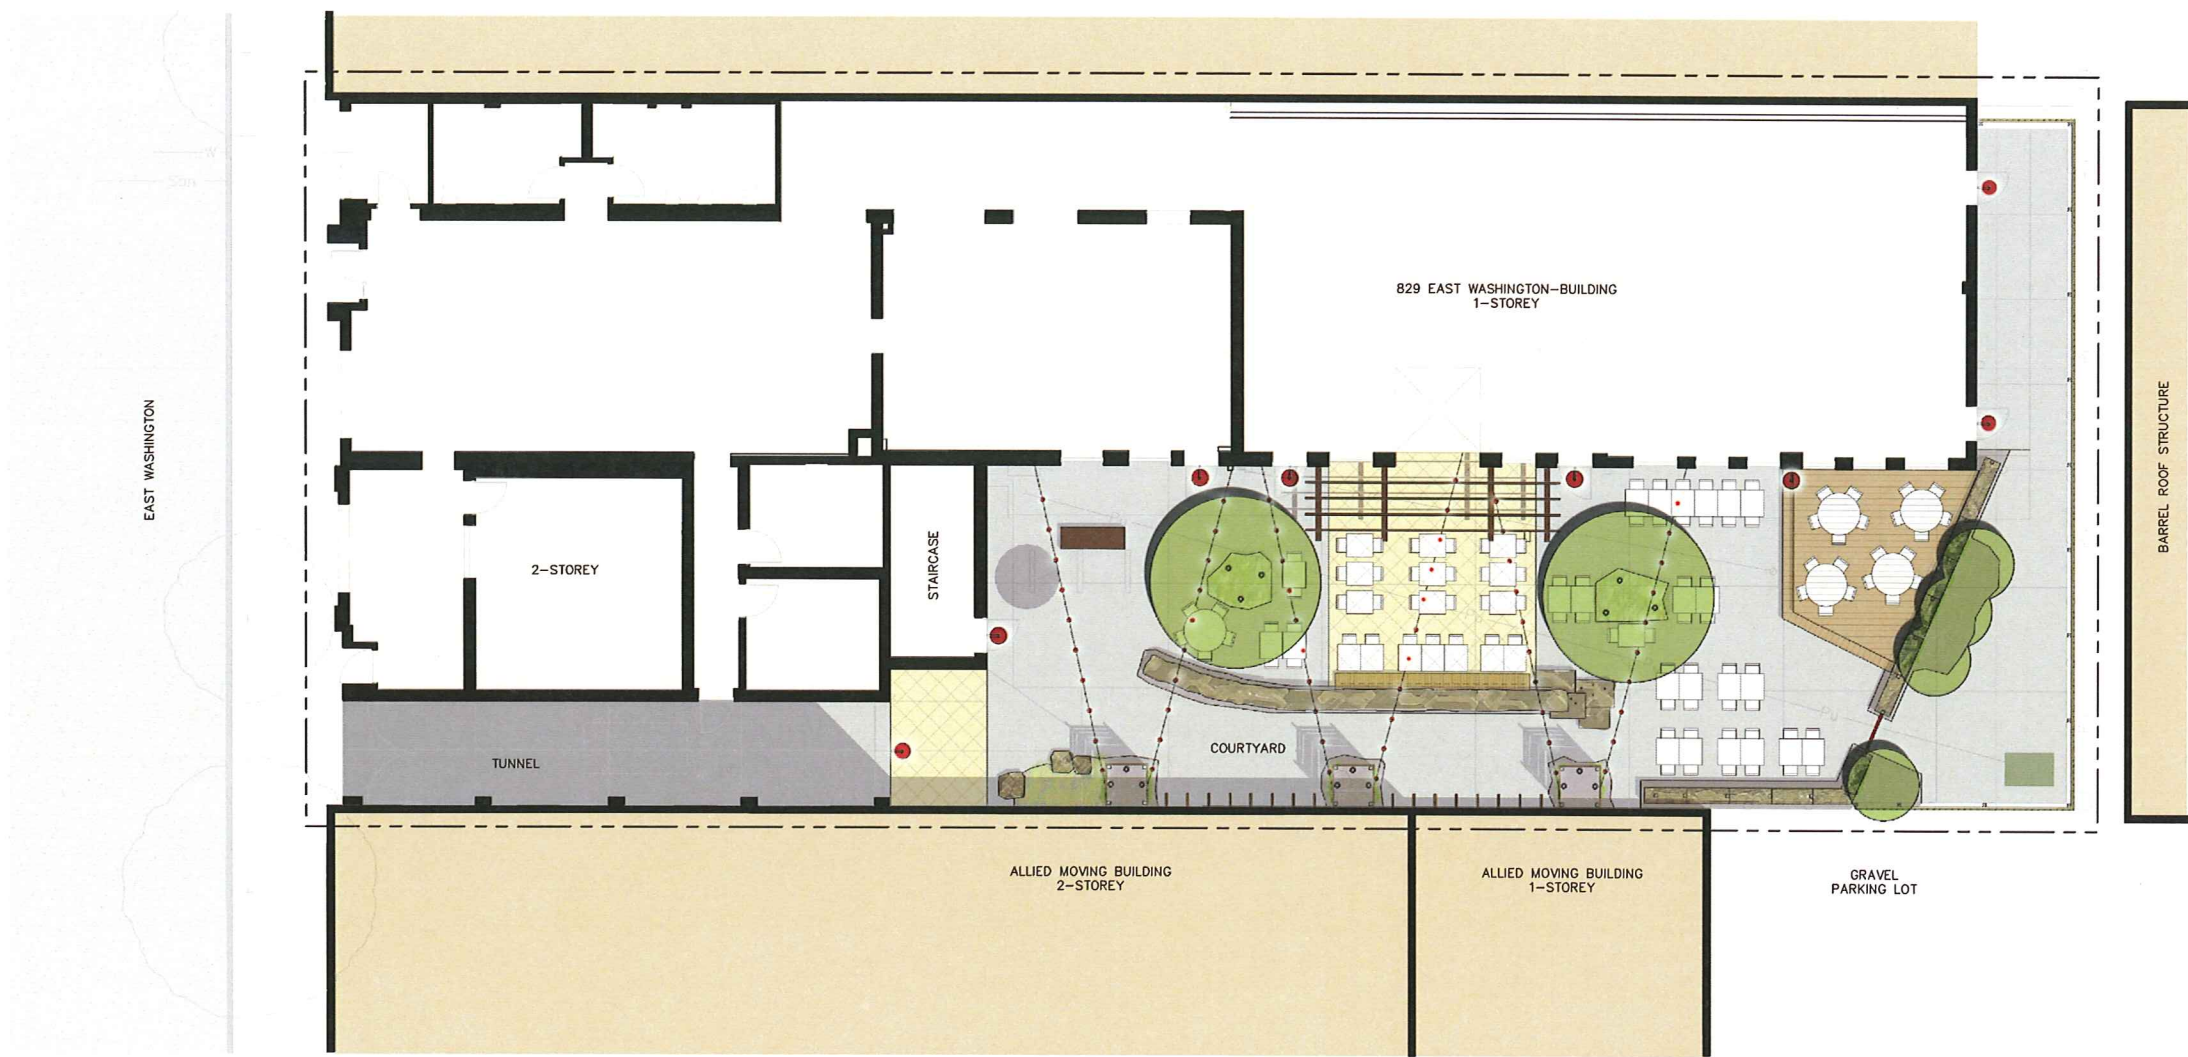 829 EAST WASHINGTON-BUILDING
1-STOREY
EAST WASHINGTON
2-STOREY
STAIRCASE
BARREL ROOF STRUCTURE
TUNNEL
COURTYARD
ALLIED MOVING BUILDING
2-STOREY
ALLIED MOVING BUILDING
1-STOREY
GRAVEL
PARKING LOT